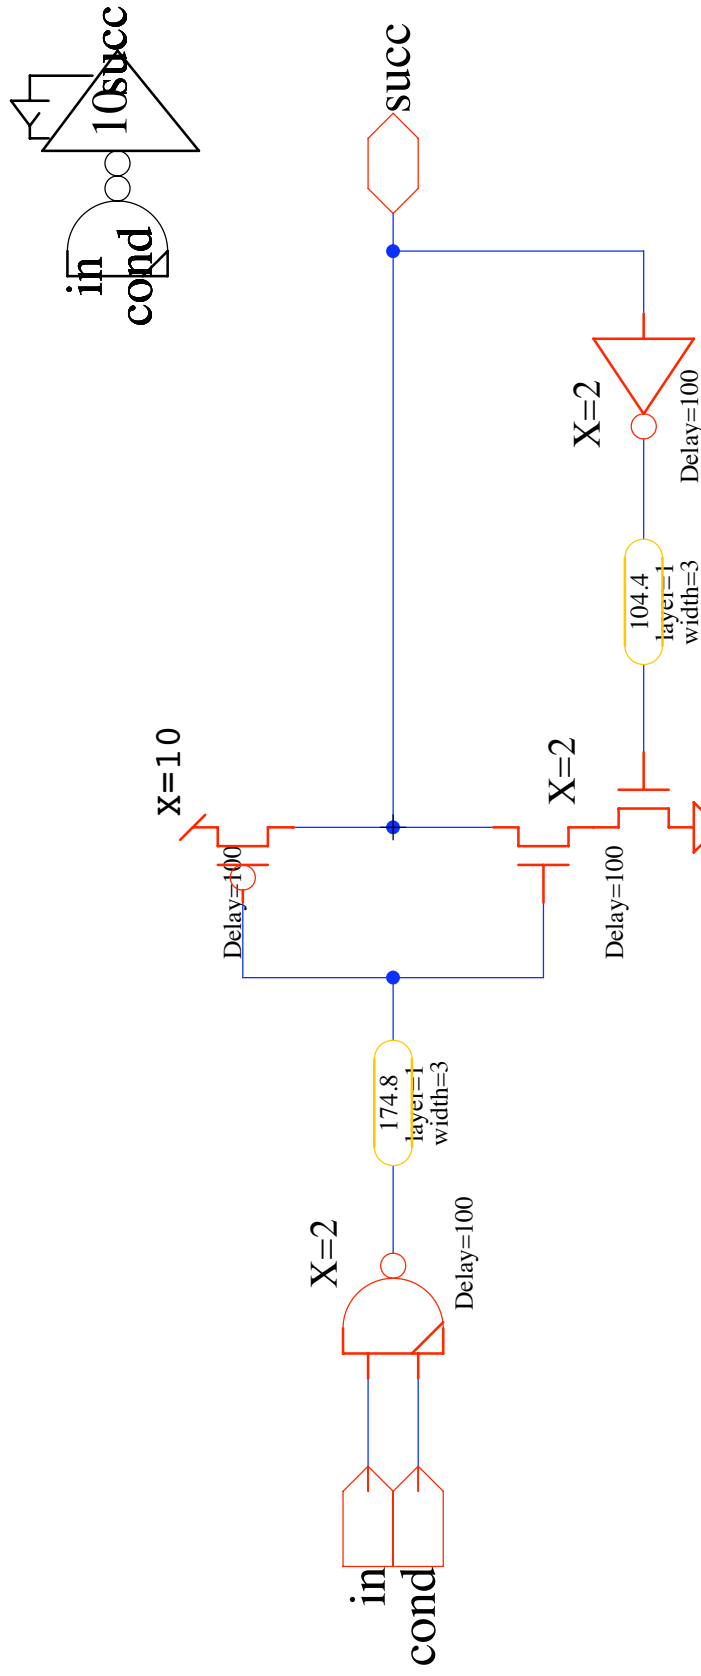 succ
10
in
cond
succ
X=2
Delay=100
104.4
layer=1
width=3
x=10
Delay=100
X=2
Delay=100
174.8
layer=1
width=3
X=2
Delay=100
in
cond